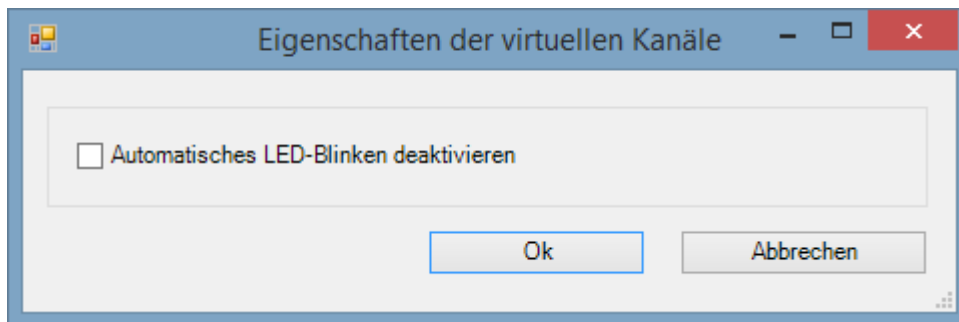 Eigenschaften der virtuellen Kanäle
Automatisches LED-Blinken deaktivieren
Ok
Abbrechen